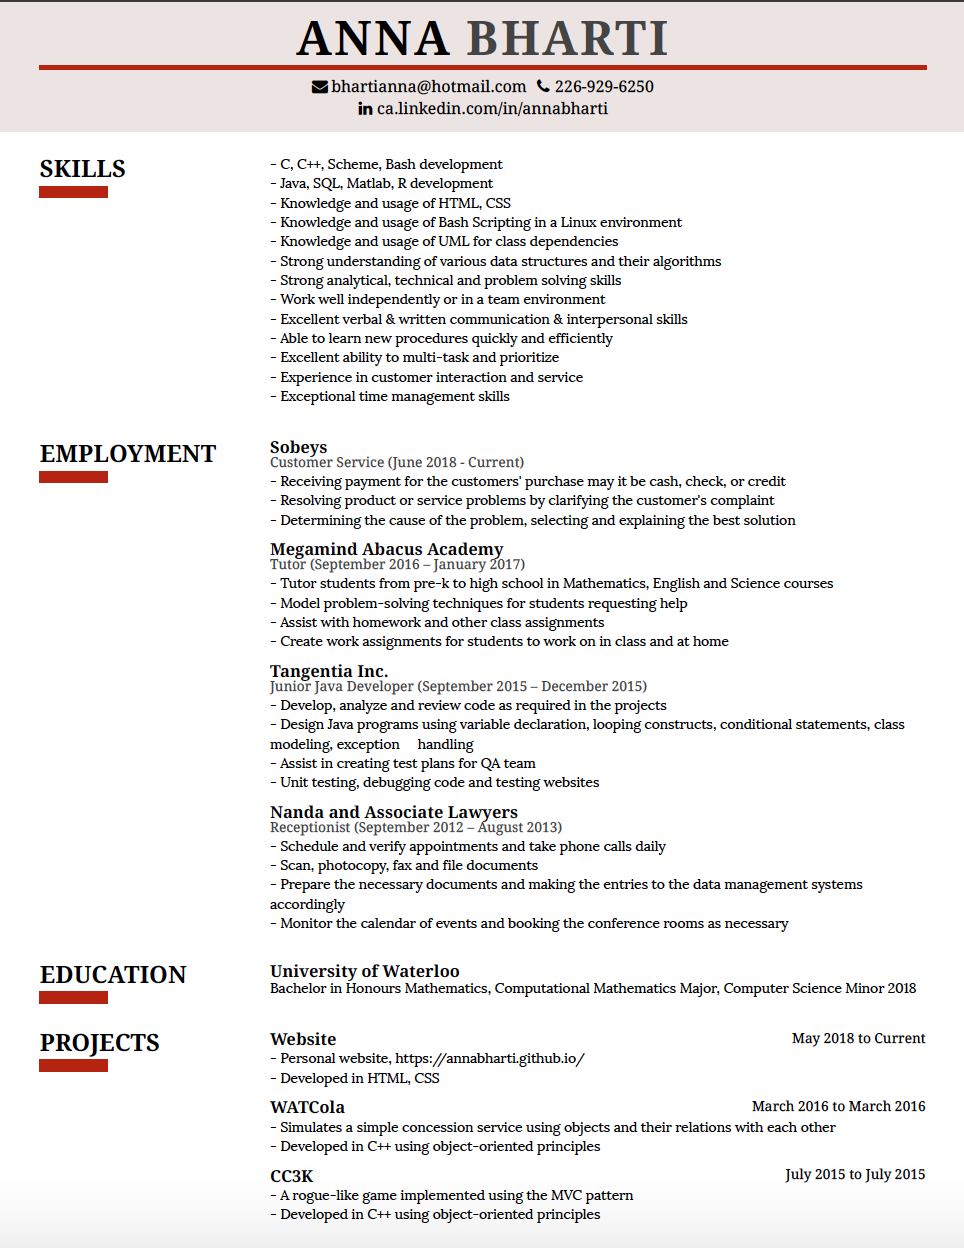 ANNA BHARTI
bhartianna@hotmail.com 226-929-6250
ca.linkedin.com/in/annabharti
SKILLS
- C, C++, Scheme, Bash development
- Java, SQL, Matlab, R development
- Knowledge and usage of HTML, CSS
- Knowledge and usage of Bash Scripting in a Linux environment
- Knowledge and usage of UML for class dependencies
- Strong understanding of various data structures and their algorithms
- Strong analytical, technical and problem solving skills
- Work well independently or in a team environment
- Excellent verbal & written communication & interpersonal skills
- Able to learn new procedures quickly and efficiently
- Excellent ability to multi-task and prioritize
- Experience in customer interaction and service
- Exceptional time management skills
EMPLOYMENT
Sobeys
Customer Service (June 2018 - Current)
- Receiving payment for the customers' purchase may it be cash, check, or credit
- Resolving product or service problems by clarifying the customer's complaint
- Determining the cause of the problem, selecting and explaining the best solution
Megamind Abacus Academy
Tutor (September 2016 – January 2017)
- Tutor students from pre-k to high school in Mathematics, English and Science courses
- Model problem-solving techniques for students requesting help
- Assist with homework and other class assignments
- Create work assignments for students to work on in class and at home
Tangentia Inc.
Junior Java Developer (September 2015 – December 2015)
- Develop, analyze and review code as required in the projects
- Design Java programs using variable declaration, looping constructs, conditional statements, class
modeling, exception handling
- Assist in creating test plans for QA team
- Unit testing, debugging code and testing websites
Nanda and Associate Lawyers
Receptionist (September 2012 – August 2013)
- Schedule and verify appointments and take phone calls daily
- Scan, photocopy, fax and file documents
- Prepare the necessary documents and making the entries to the data management systems
accordingly
- Monitor the calendar of events and booking the conference rooms as necessary
EDUCATION
University of Waterloo
Bachelor in Honours Mathematics, Computational Mathematics Major, Computer Science Minor 2018
PROJECTS
Website May 2018 to Current
- Personal website, https://annabharti.github.io/
- Developed in HTML, CSS
WATCola March 2016 to March 2016
- Simulates a simple concession service using objects and their relations with each other
- Developed in C++ using object-oriented principles
CC3K July 2015 to July 2015
- A rogue-like game implemented using the MVC pattern
- Developed in C++ using object-oriented principles